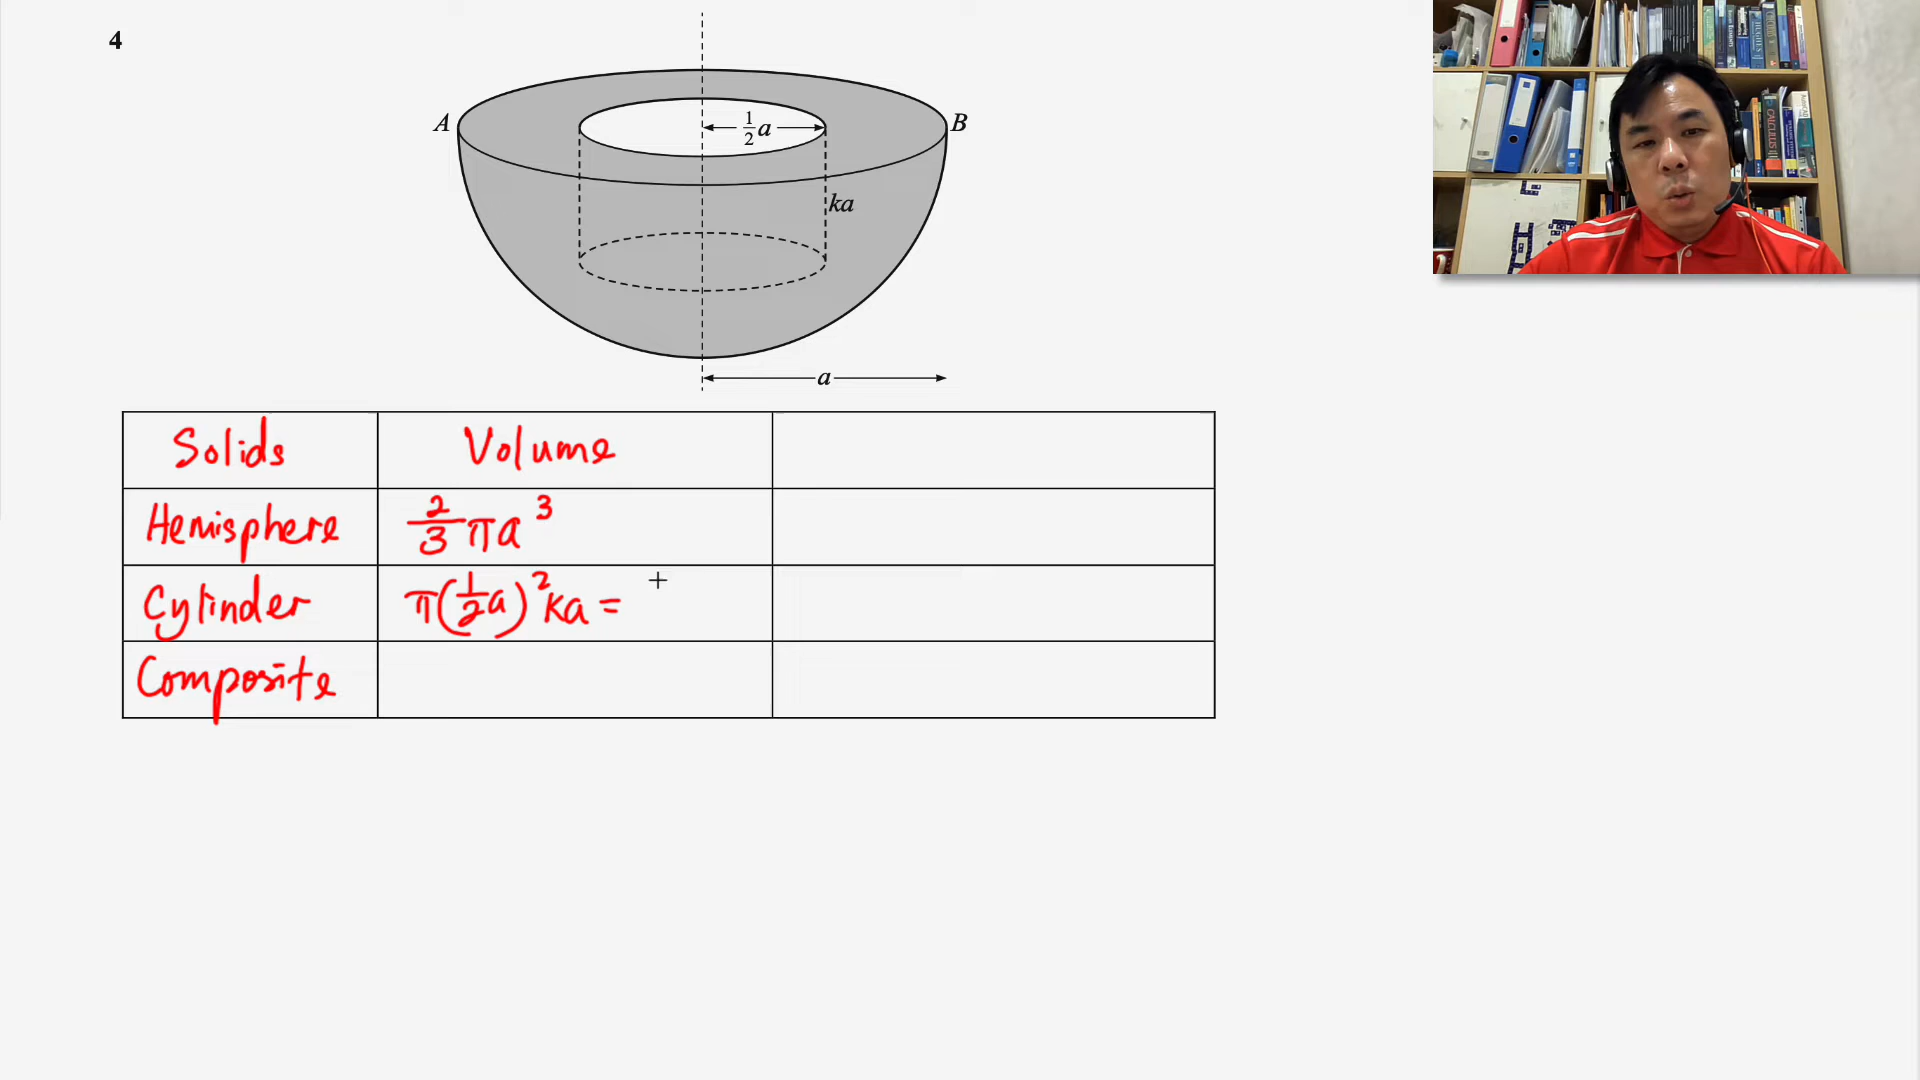 4
A
1/2 a
B
ka
a
Solids Volume
Hemisphere 2/3 πa³
Cylinder π(1/2 a)² ka =
Composite